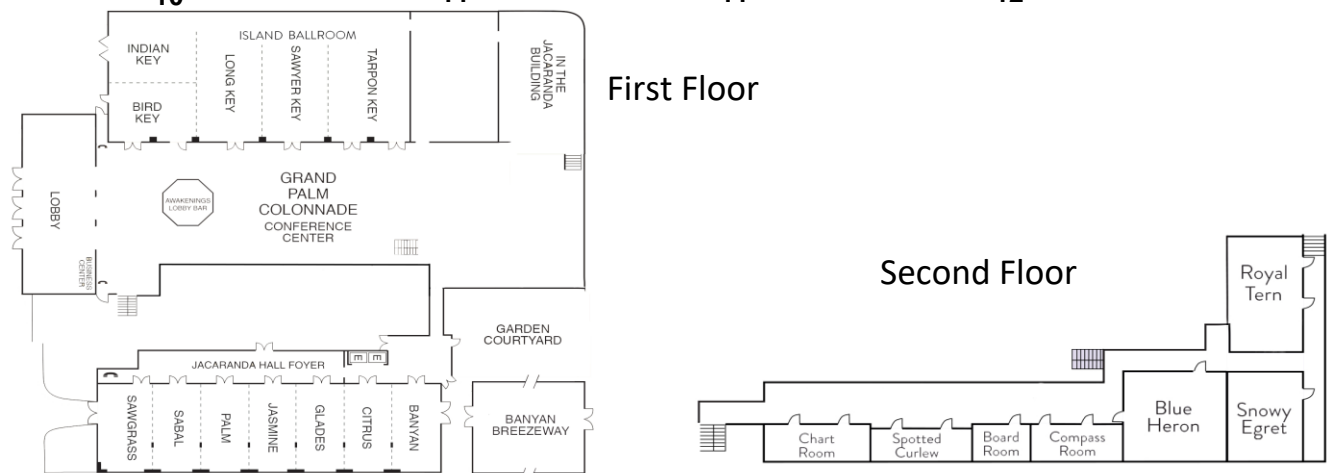 ISLAND BALLROOM
INDIAN
KEY
BIRD
KEY
LONG KEY
SAWYER KEY
TARPON KEY
IN THE
JACARANDA
BUILDING
First Floor
LOBBY
AWAKENINGS
LOBBY BAR
GRAND
PALM
COLONNADE
CONFERENCE
CENTER
BUSINESS
CENTER
GARDEN
COURTYARD
JACARANDA HALL FOYER
E E
SAWGRASS
SABAL
PALM
JASMINE
GLADES
CITRUS
BANYAN
BANYAN
BREEZEWAY
Second Floor
Royal
Tern
Chart
Room
Spotted
Curlew
Board
Room
Compass
Room
Blue
Heron
Snowy
Egret